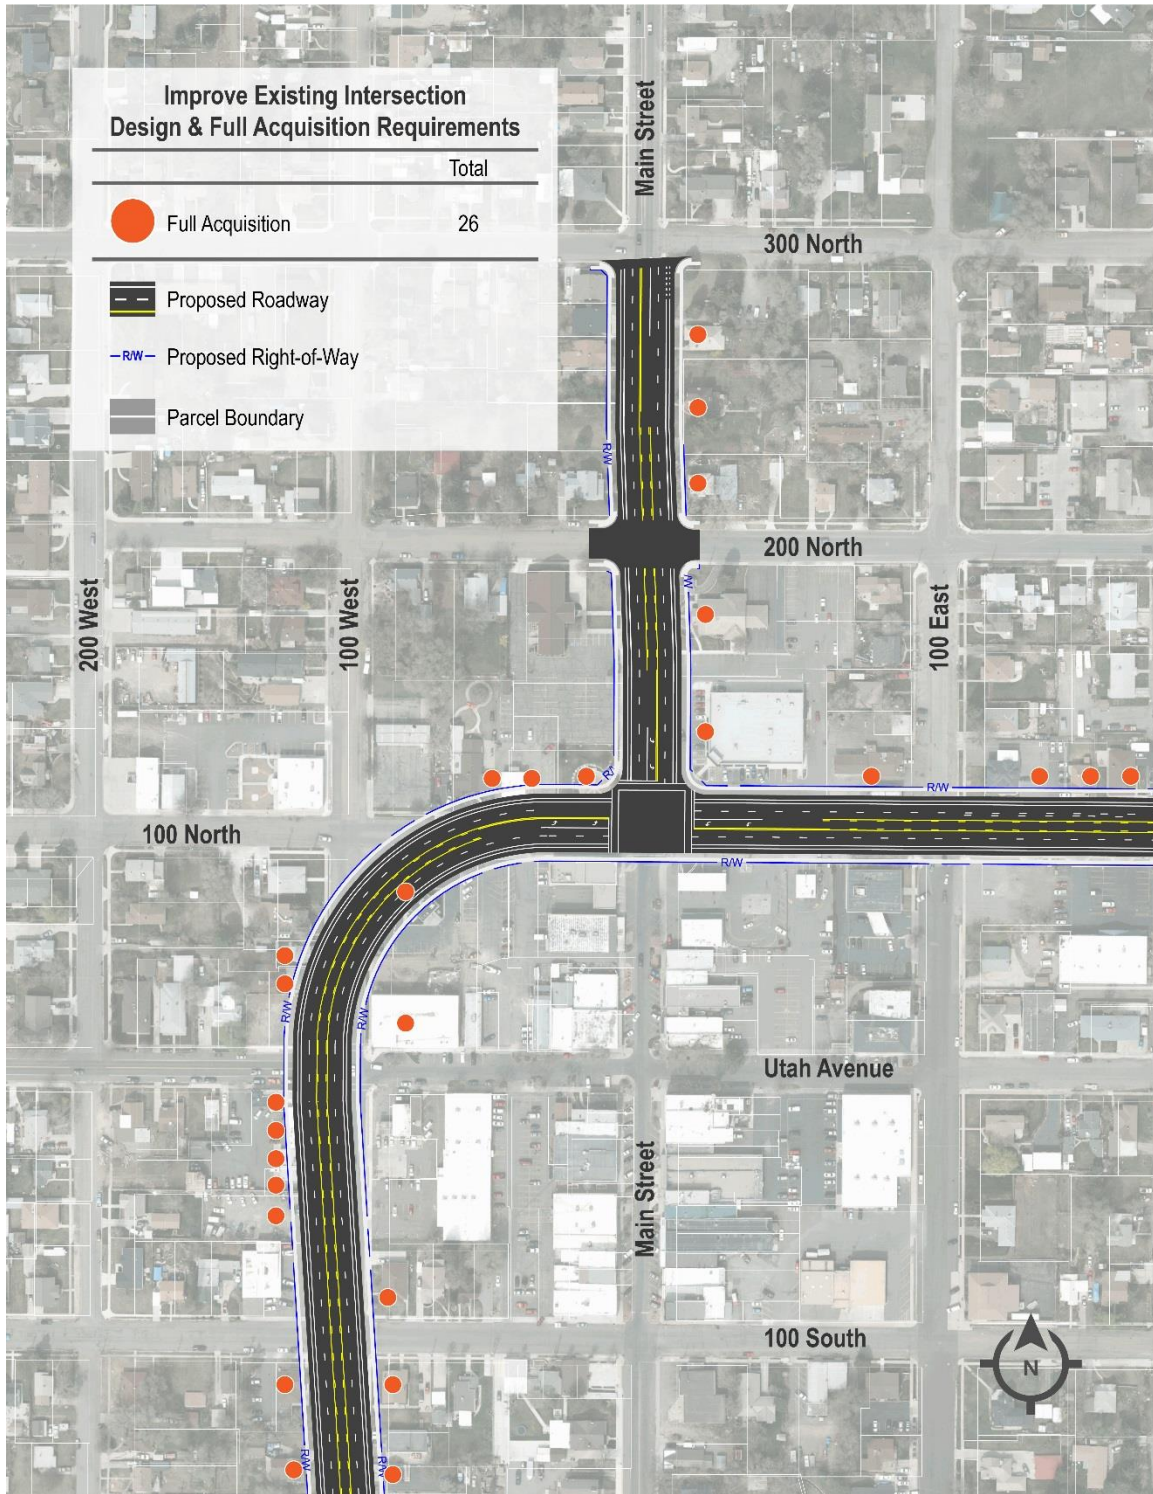 Improve Existing Intersection
Design & Full Acquisition Requirements
Total
Full Acquisition 26
Proposed Roadway
R/W Proposed Right-of-Way
Parcel Boundary
Main Street
300 North
R/W
200 North
200 West
100 West
R/W
100 East
R/W
R/W
100 North
R/W
R/W
R/W
Utah Avenue
Main Street
100 South
N
R/W
R/W